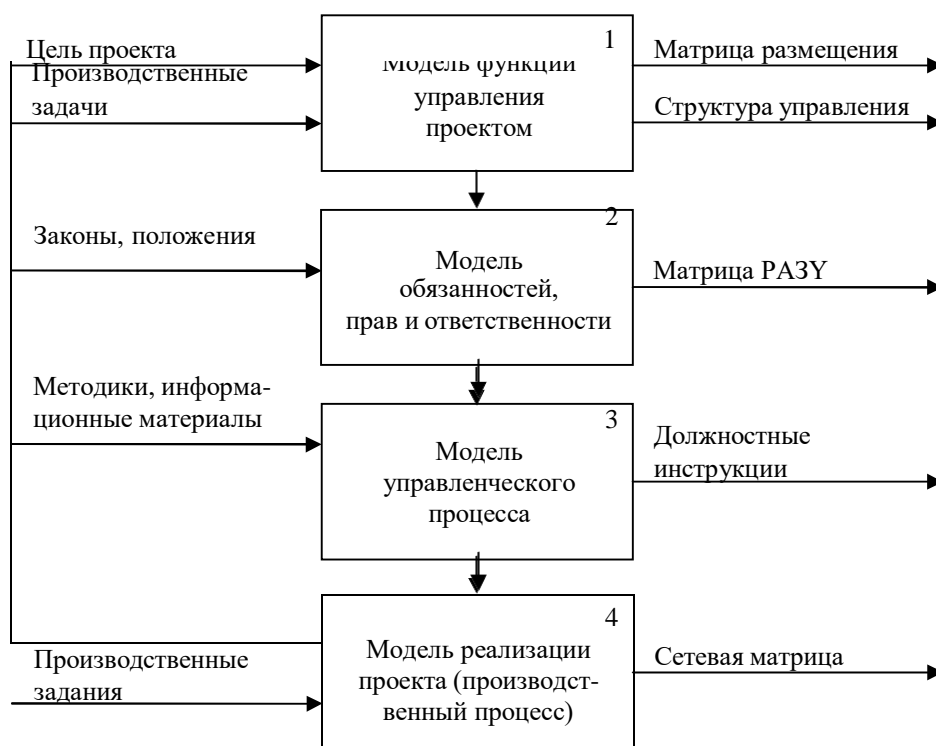 Цель проекта
Производственные
задачи
1
Модель функции
управления
проектом
Матрица размещения
Структура управления
Законы, положения
2
Модель
обязанностей,
прав и ответственности
Матрица РАЗY
Методики, информа-
ционные материалы
3
Модель
управленческого
процесса
Должностные
инструкции
Производственные
задания
4
Модель реализации
проекта (производст-
венный процесс)
Сетевая матрица